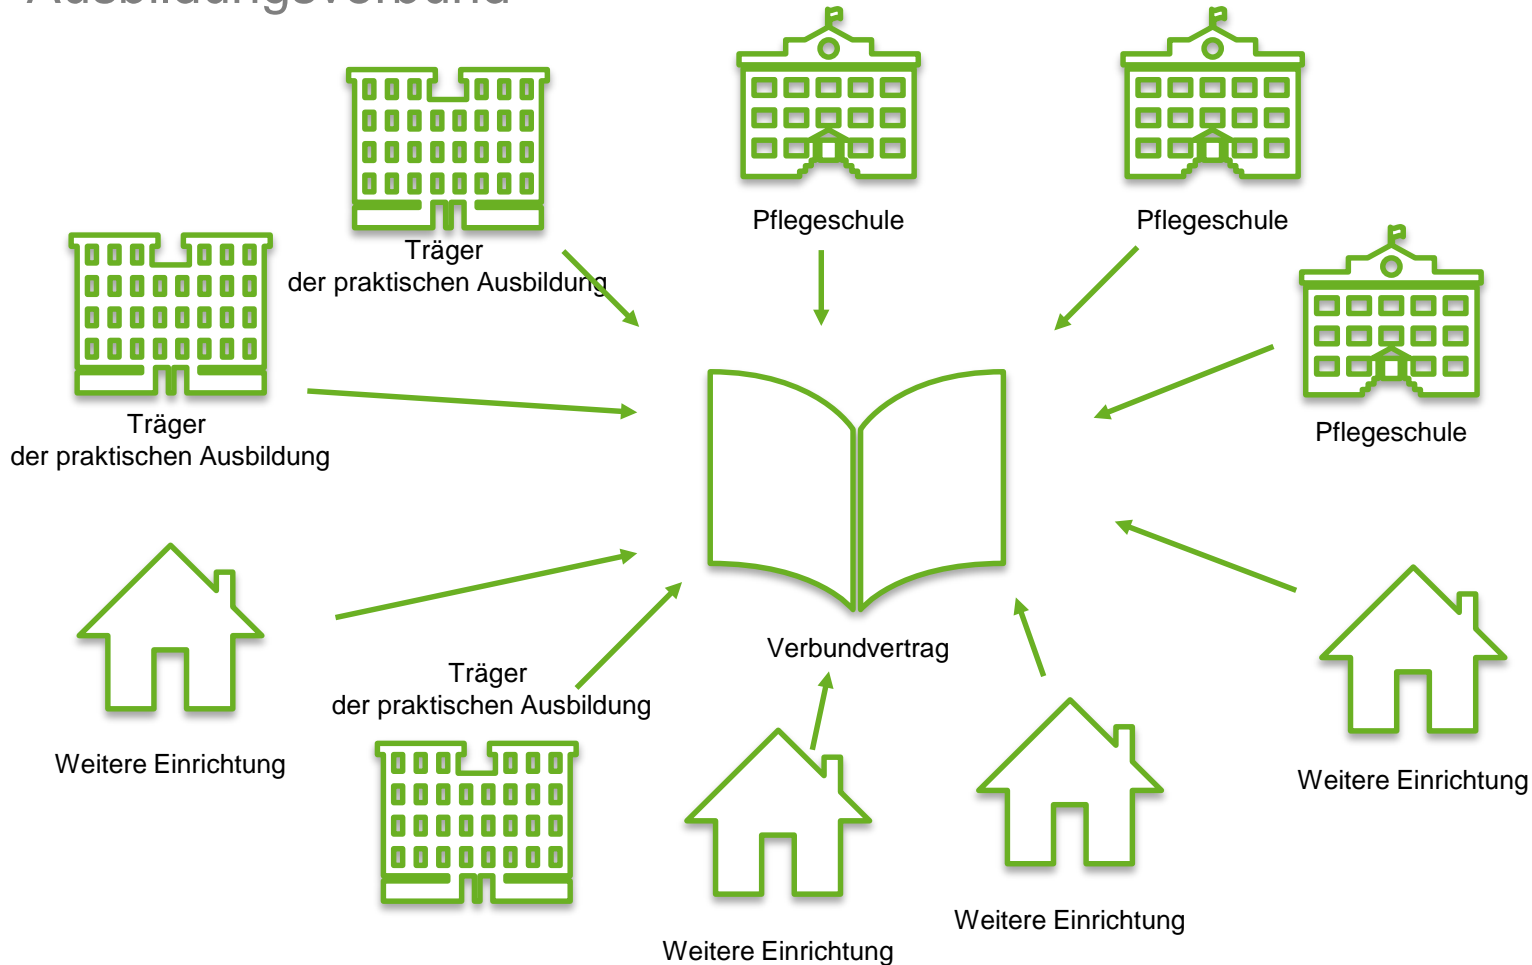 Ausbildungsverbund
Pflegeschule
Pflegeschule
Träger
der praktischen Ausbildung
Träger
der praktischen Ausbildung
Pflegeschule
Verbundvertrag
Träger
der praktischen Ausbildung
Weitere Einrichtung
Weitere Einrichtung
Weitere Einrichtung
Weitere Einrichtung